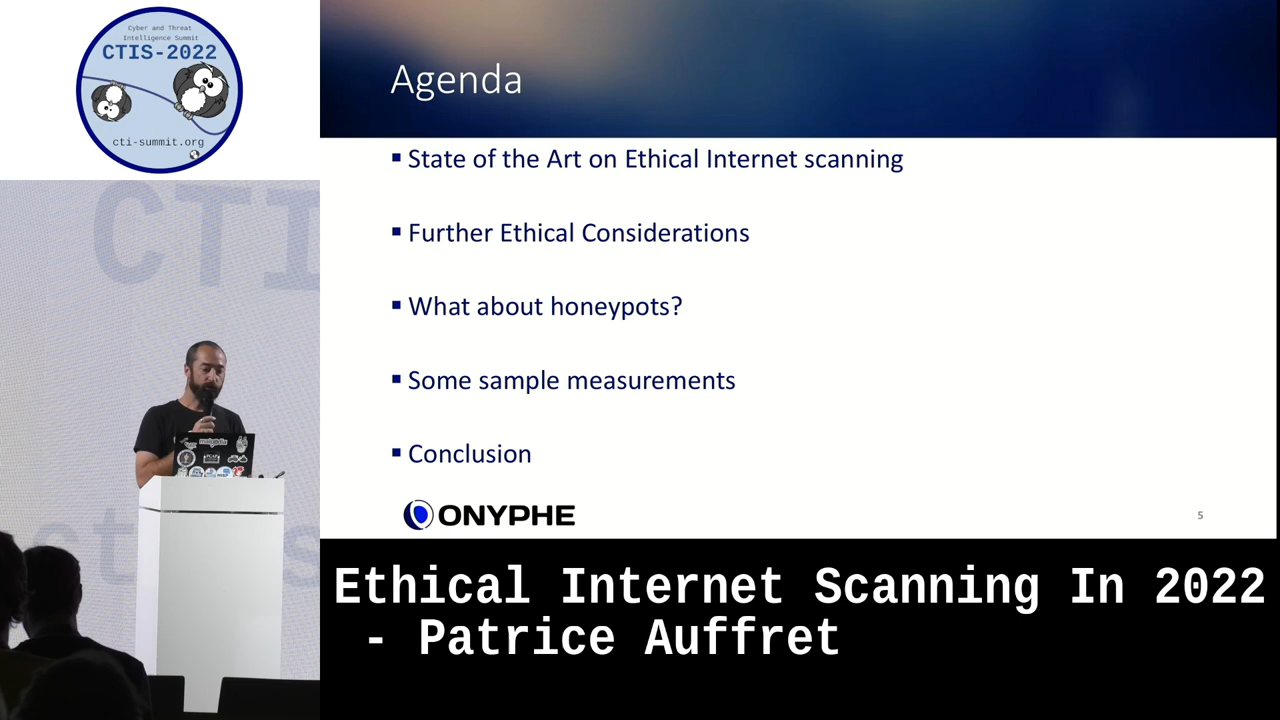 Cyber and Threat
Intelligence Summit
CTIS-2022
cti-summit.org
Agenda
▪ State of the Art on Ethical Internet scanning
▪ Further Ethical Considerations
▪ What about honeypots?
▪ Some sample measurements
▪ Conclusion
ONYPHE
5
CTI
Ethical Internet Scanning In 2022
- Patrice Auffret